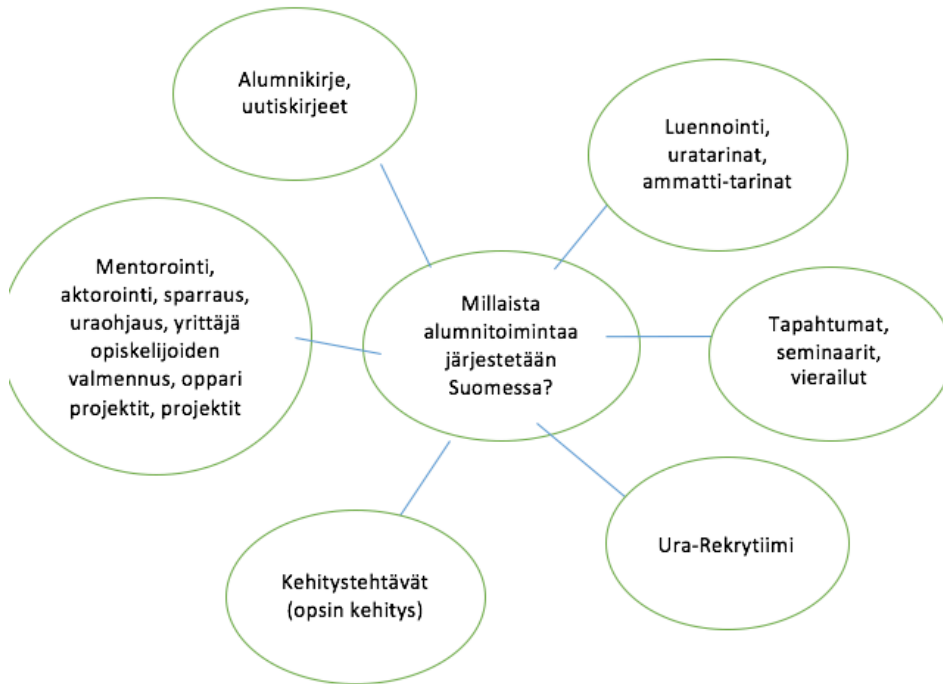 Alumnikirje,
uutiskirjeet
Luennointi,
uratarinat,
ammatti-tarinat
Mentorointi,
aktorointi, sparraus,
uraohjaus, yrittäjä
opiskelijoiden
valmennus, oppari
projektit, projektit
Millaista
alumnitoimintaa
järjestetään
Suomessa?
Tapahtumat,
seminaarit,
vierailut
Kehitystehtävät
(opsin kehitys)
Ura-Rekrytiimi